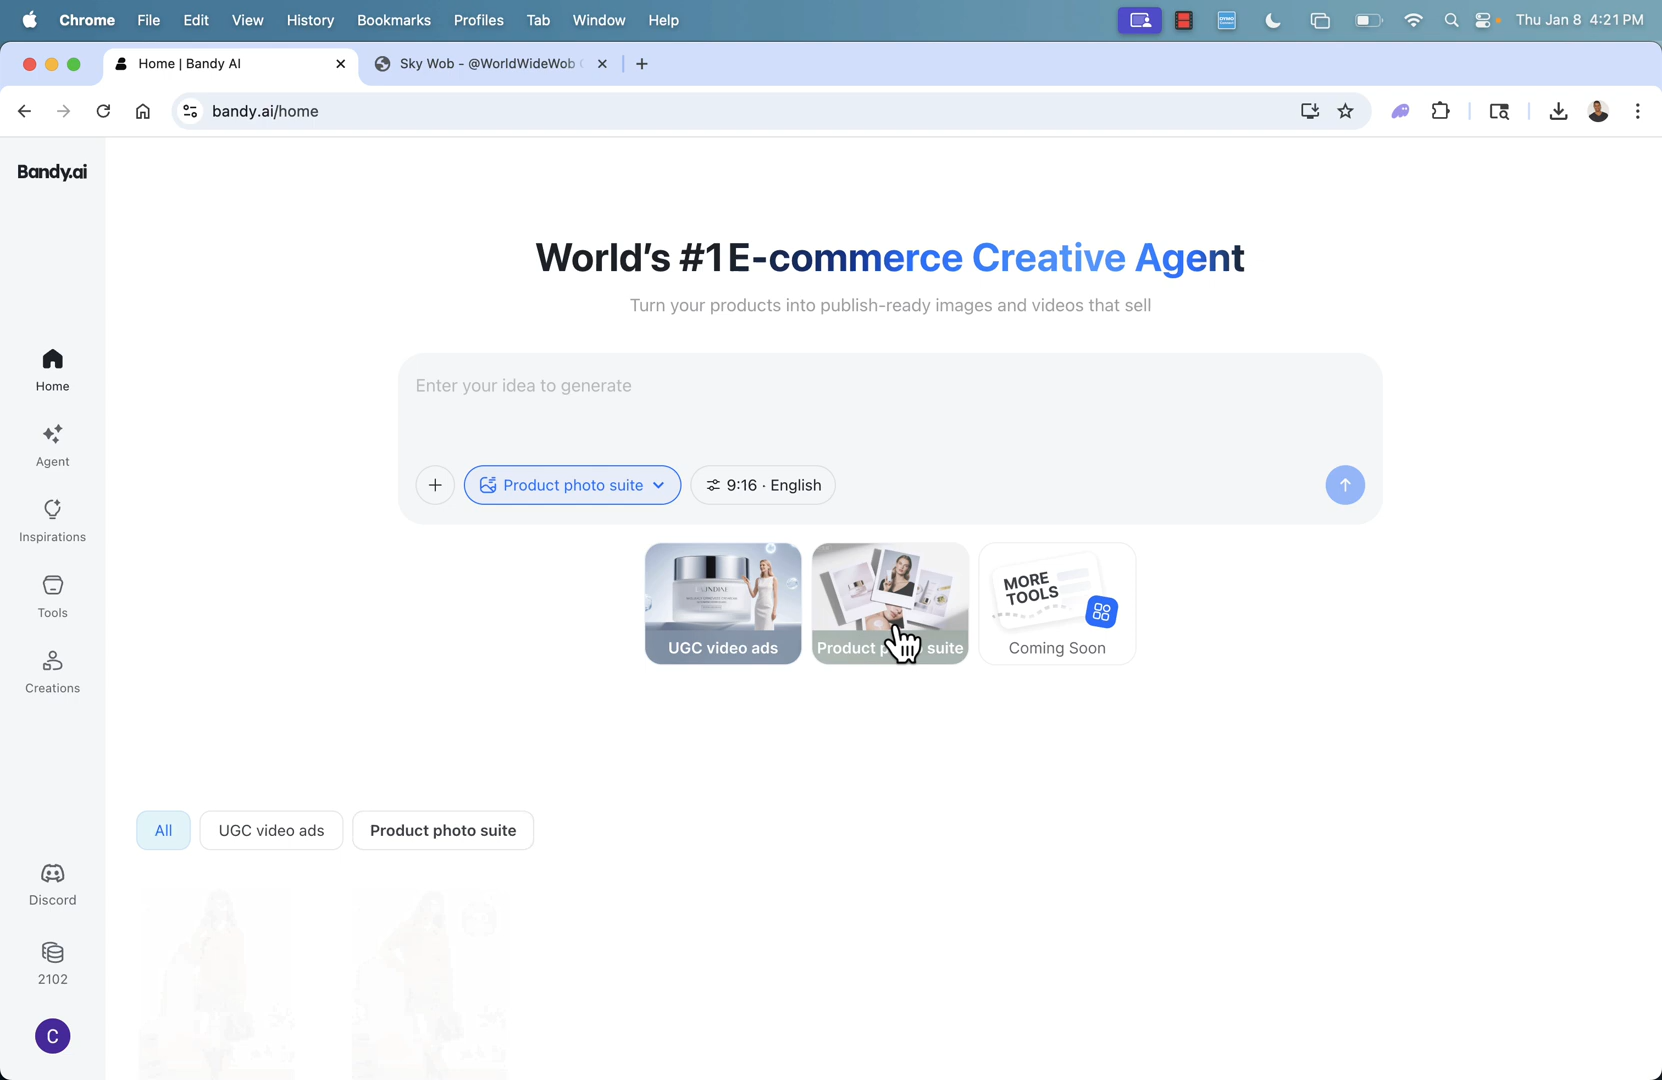 Chrome File Edit View History Bookmarks Profiles Tab Window Help Thu Jan 8 4:21 PM
Home | Bandy AI
Sky Wob - @WorldWideWob
bandy.ai/home
Bandy.ai
World's #1 E-commerce Creative Agent
Turn your products into publish-ready images and videos that sell
Enter your idea to generate
Product photo suite
9:16 · English
Home
Agent
Inspirations
Tools
Creations
UGC video ads
Product suite
MORE
TOOLS
Coming Soon
All
UGC video ads
Product photo suite
Discord
2102
C